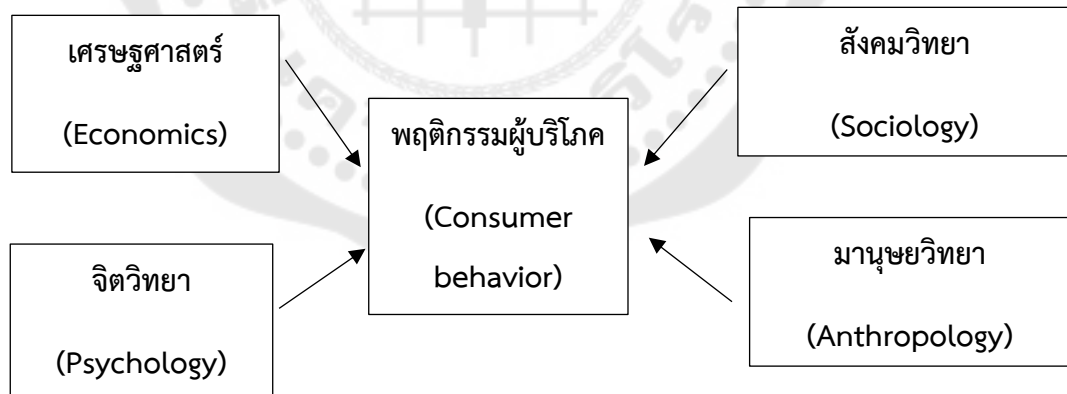 เศรษฐศาสตร์
(Economics)
สังคมวิทยา
(Sociology)
พฤติกรรมผู้บริโภค
(Consumer
behavior)
จิตวิทยา
(Psychology)
มานุษยวิทยา
(Anthropology)